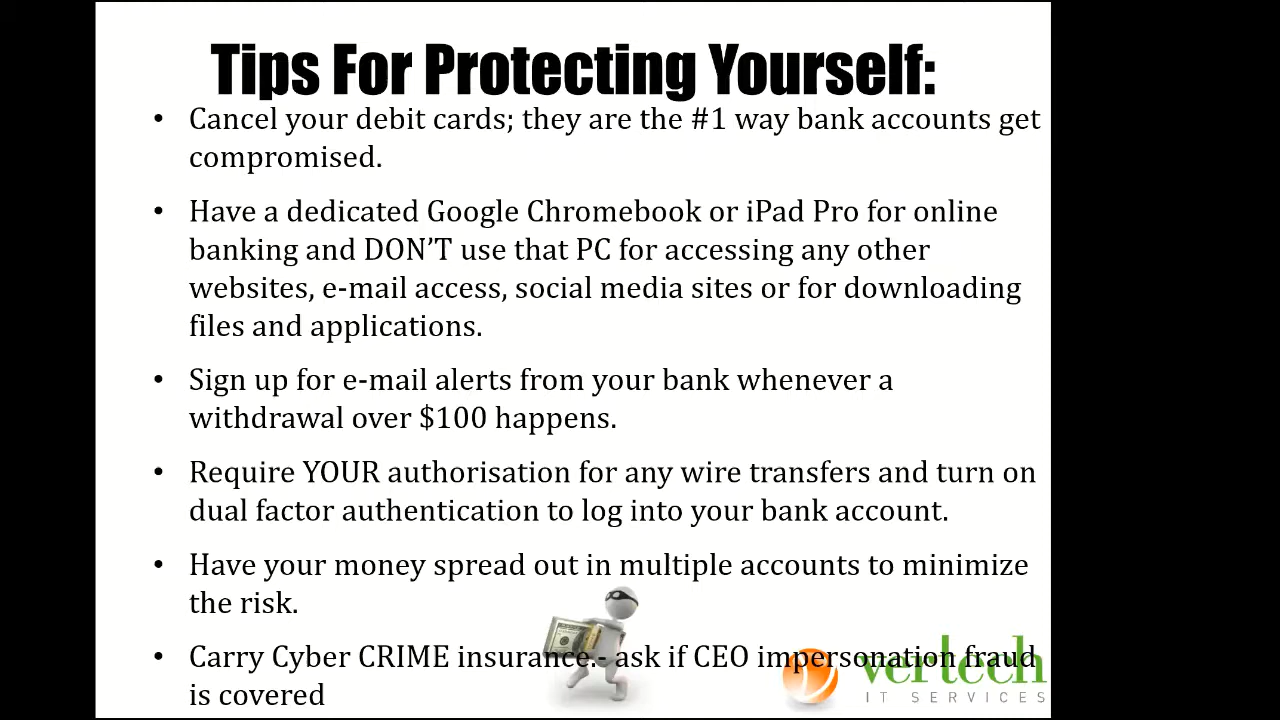 Tips For Protecting Yourself:
• Cancel your debit cards; they are the #1 way bank accounts get
compromised.
• Have a dedicated Google Chromebook or iPad Pro for online
banking and DON’T use that PC for accessing any other
websites, e-mail access, social media sites or for downloading
files and applications.
• Sign up for e-mail alerts from your bank whenever a
withdrawal over $100 happens.
• Require YOUR authorisation for any wire transfers and turn on
dual factor authentication to log into your bank account.
• Have your money spread out in multiple accounts to minimize
the risk.
• Carry Cyber CRIME insurance.- ask if CEO impersonation fraud
is covered
vertech
IT SERVICES